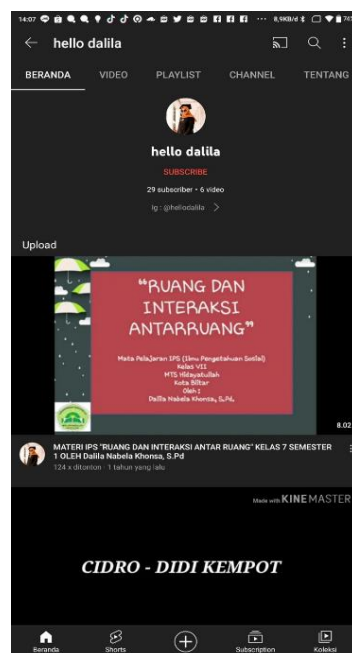 14:07
8,9KB/d
hello dalila
BERANDA VIDEO PLAYLIST CHANNEL TENTANG
hello dalila
SUBSCRIBE
29 subscriber • 6 video
Ig : @hellodalila
Upload
"RUANG DAN
INTERAKSI
ANTARRUANG"
Mata Pelajaran IPS (Ilmu Pengetahuan Sosial)
Kelas VII
MTS Hidayatullah
Kota Blitar
Oleh :
Dalila Nabela Khonsa, S.Pd.
8.02
MATERI IPS "RUANG DAN INTERAKSI ANTAR RUANG" KELAS 7 SEMESTER
1 OLEH Dalila Nabela Khonsa, S.Pd
124 x ditonton · 1 tahun yang lalu
Made with KINEMASTER
CIDRO - DIDI KEMPOT
Beranda Shorts Subscription Koleksi